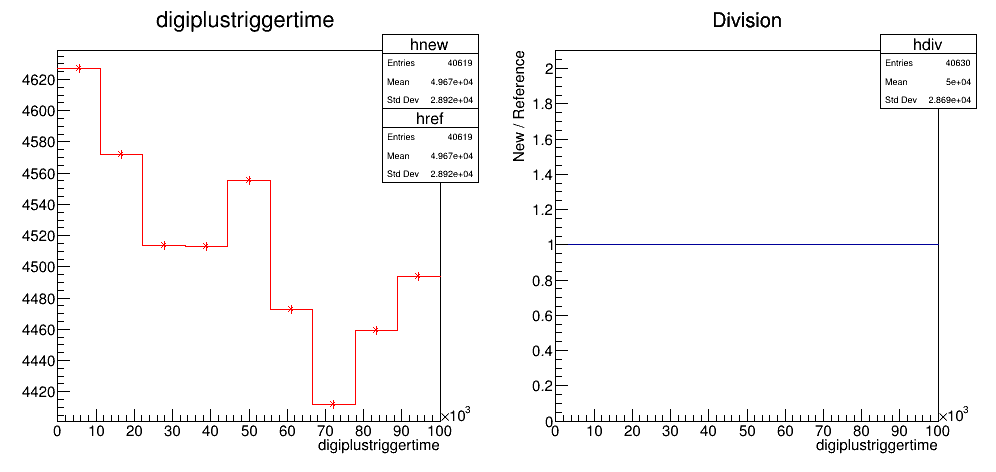 digiplustriggertime
hnew
Entries 40619
Mean 4.967e+04
Std Dev 2.892e+04
href
Entries 40619
Mean 4.967e+04
Std Dev 2.892e+04
4620
4600
4580
4560
4540
4520
4500
4480
4460
4440
4420
0 10 20 30 40 50 60 70 80 90 100
×10³
digiplustriggertime
Division
hdiv
Entries 40630
Mean 5e+04
Std Dev 2.869e+04
New / Reference
2
1.8
1.6
1.4
1.2
1
0.8
0.6
0.4
0.2
0
0 10 20 30 40 50 60 70 80 90 100
×10³
digiplustriggertime